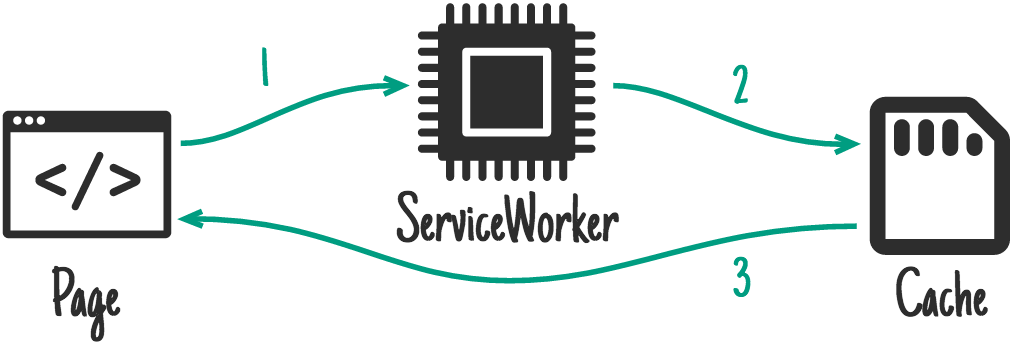 1
2
</>
ServiceWorker
3
Page
Cache